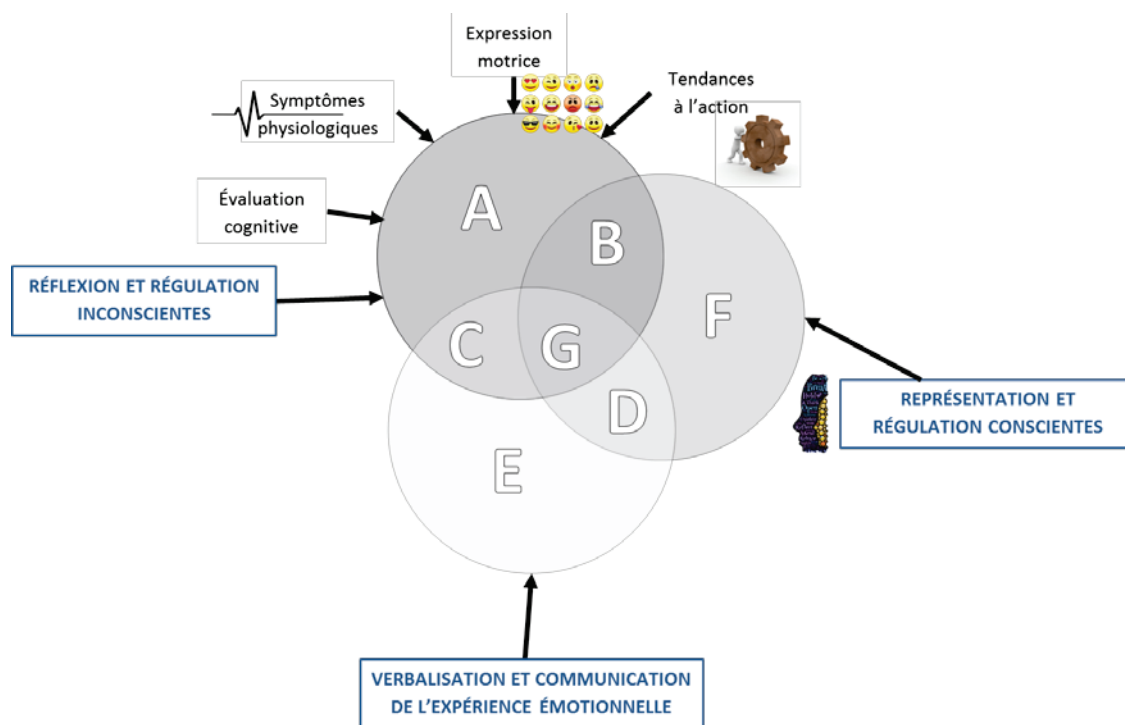 Expression
motrice
Tendances
à l'action
Symptômes
physiologiques
Évaluation
cognitive
A
B
RÉFLEXION ET RÉGULATION
INCONSCIENTES
F
C
G
D
REPRÉSENTATION ET
RÉGULATION CONSCIENTES
E
VERBALISATION ET COMMUNICATION
DE L'EXPÉRIENCE ÉMOTIONNELLE